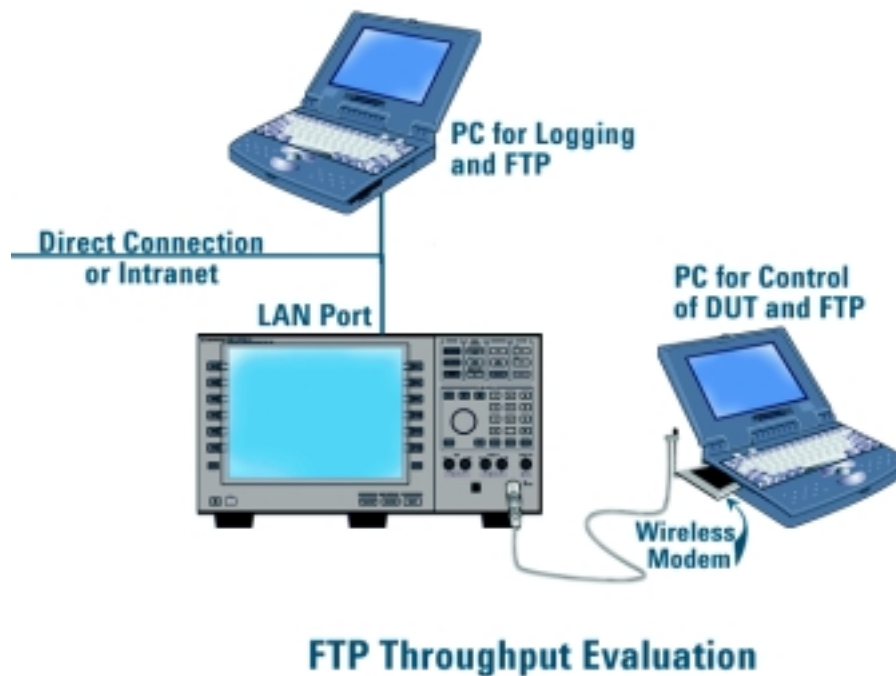 PC for Logging
and FTP
Direct Connection
or Intranet
LAN Port
PC for Control
of DUT and FTP
Wireless
Modem
FTP Throughput Evaluation